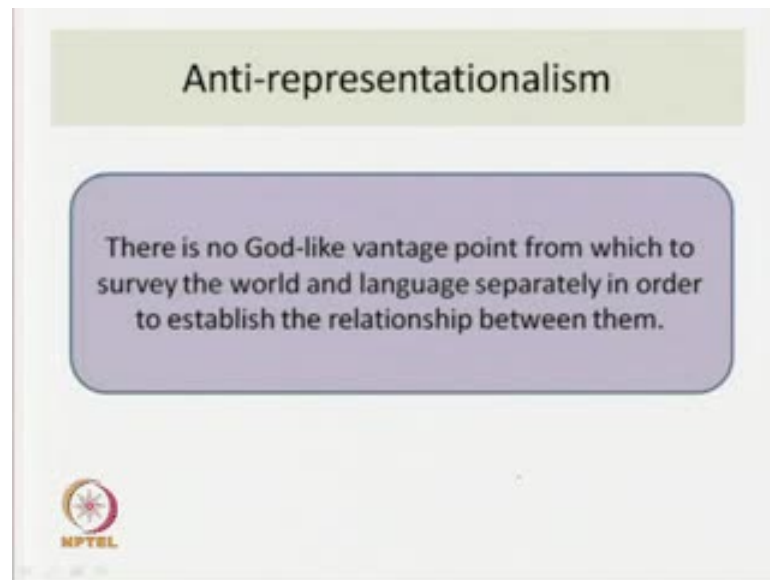 Anti-representationalism
There is no God-like vantage point from which to
survey the world and language separately in order
to establish the relationship between them.
NPTEL